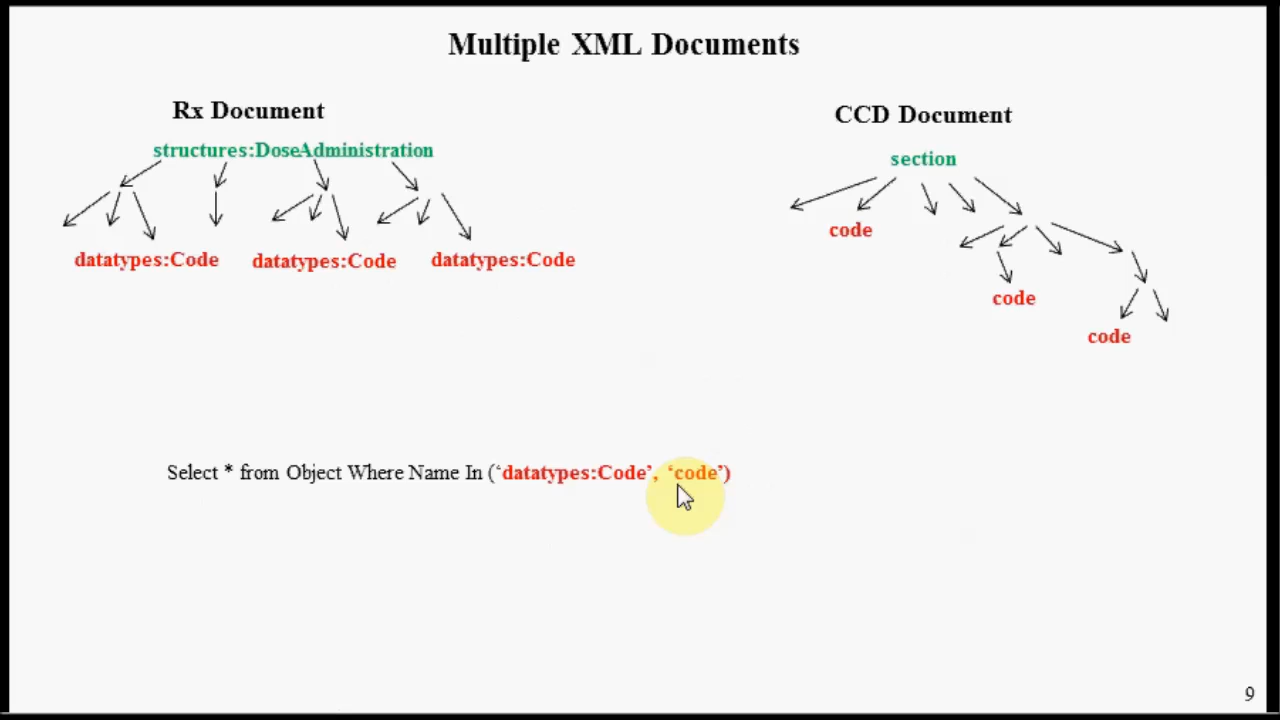 Multiple XML Documents
Rx Document
structures:DoseAdministration
datatypes:Code datatypes:Code datatypes:Code
CCD Document
section
code
code
code
Select * from Object Where Name In (‘datatypes:Code’, ‘code’)
9